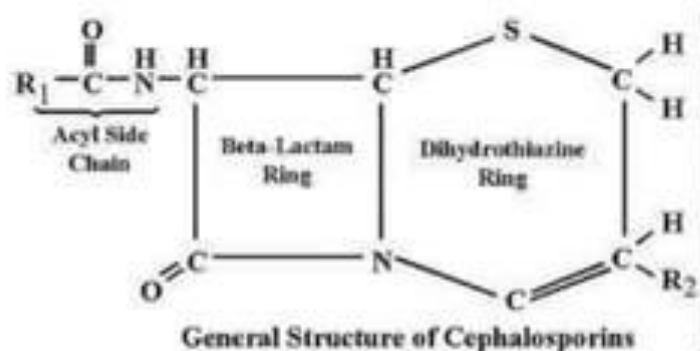 O
H
H
H
S
H
R1 C N C C C
H
Acyl Side
Chain
Beta-Lactam
Ring
Dihydrothiazine
Ring
H
C N C
O
R2
C
General Structure of Cephalosporins